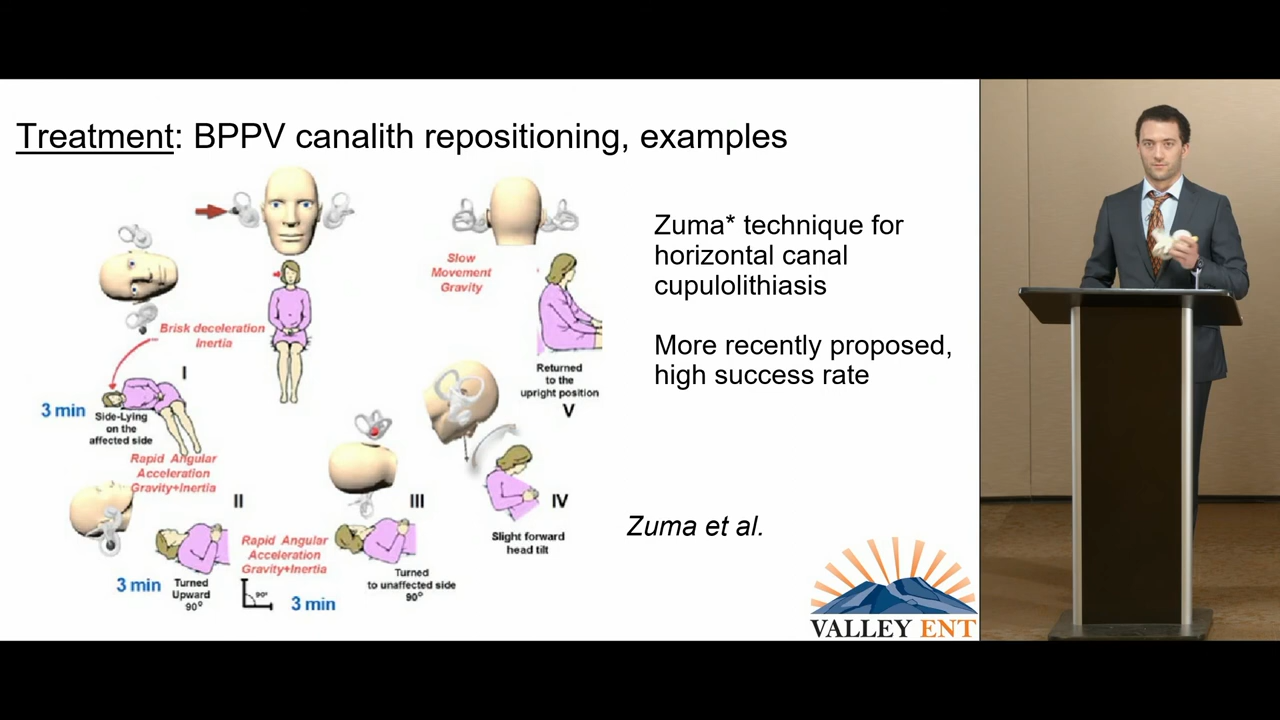 Treatment: BPPV canalith repositioning, examples
Slow
Movement
Gravity
Brisk deceleration
Inertia
I
3 min
Side-Lying
on the
affected side
Returned
to the
upright position
V
Rapid Angular
Acceleration
Gravity+Inertia
II
3 min
Turned
Upward
90°
Rapid Angular
Acceleration
Gravity+Inertia
90°
3 min
III
Turned
to unaffected side
90°
IV
Slight forward
head tilt
Zuma* technique for
horizontal canal
cupulolithiasis
More recently proposed,
high success rate
Zuma et al.
VALLEY ENT